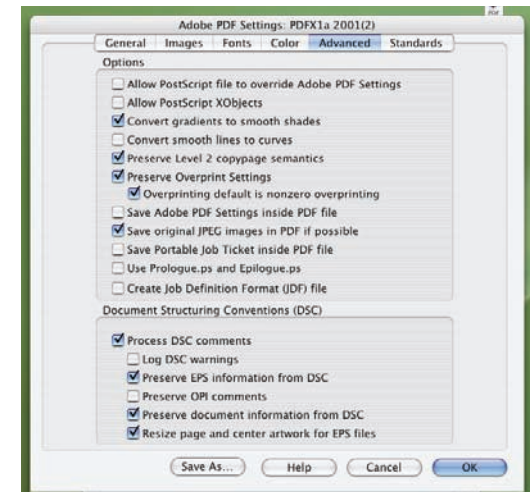 PDF
Adobe PDF Settings: PDFX1a 2001(2)
General Images Fonts Color Advanced Standards
Options
Allow PostScript file to override Adobe PDF Settings
Allow PostScript XObjects
Convert gradients to smooth shades
Convert smooth lines to curves
Preserve Level 2 copypage semantics
Preserve Overprint Settings
Overprinting default is nonzero overprinting
Save Adobe PDF Settings inside PDF file
Save original JPEG images in PDF if possible
Save Portable Job Ticket inside PDF file
Use Prologue.ps and Epilogue.ps
Create Job Definition Format (JDF) file
Document Structuring Conventions (DSC)
Process DSC comments
Log DSC warnings
Preserve EPS information from DSC
Preserve OPI comments
Preserve document information from DSC
Resize page and center artwork for EPS files
Save As... Help Cancel OK